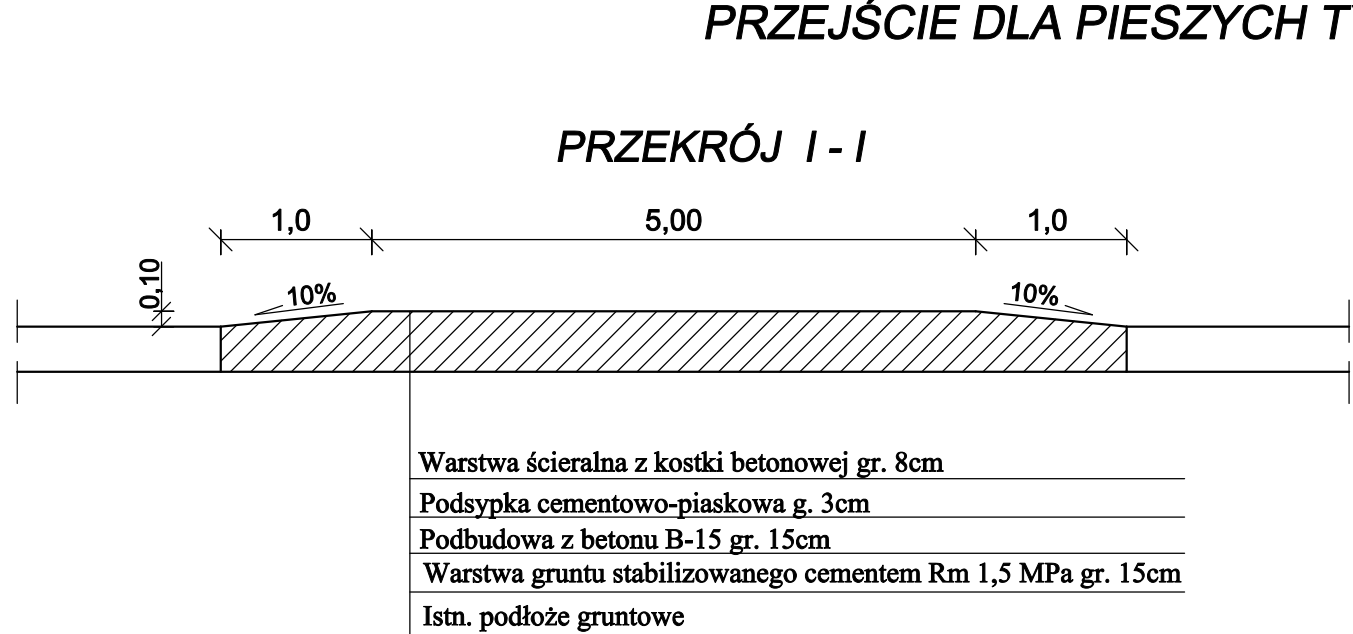 PRZEJŚCIE DLA PIESZYCH
PRZEKRÓJ I - I
1,0 5,00 1,0
0,10
10% 10%
Warstwa ścieralna z kostki betonowej gr. 8cm
Podsypka cementowo-piaskowa g. 3cm
Podbudowa z betonu B-15 gr. 15cm
Warstwa gruntu stabilizowanego cementem Rm 1,5 MPa gr. 15cm
Istn. podłoże gruntowe